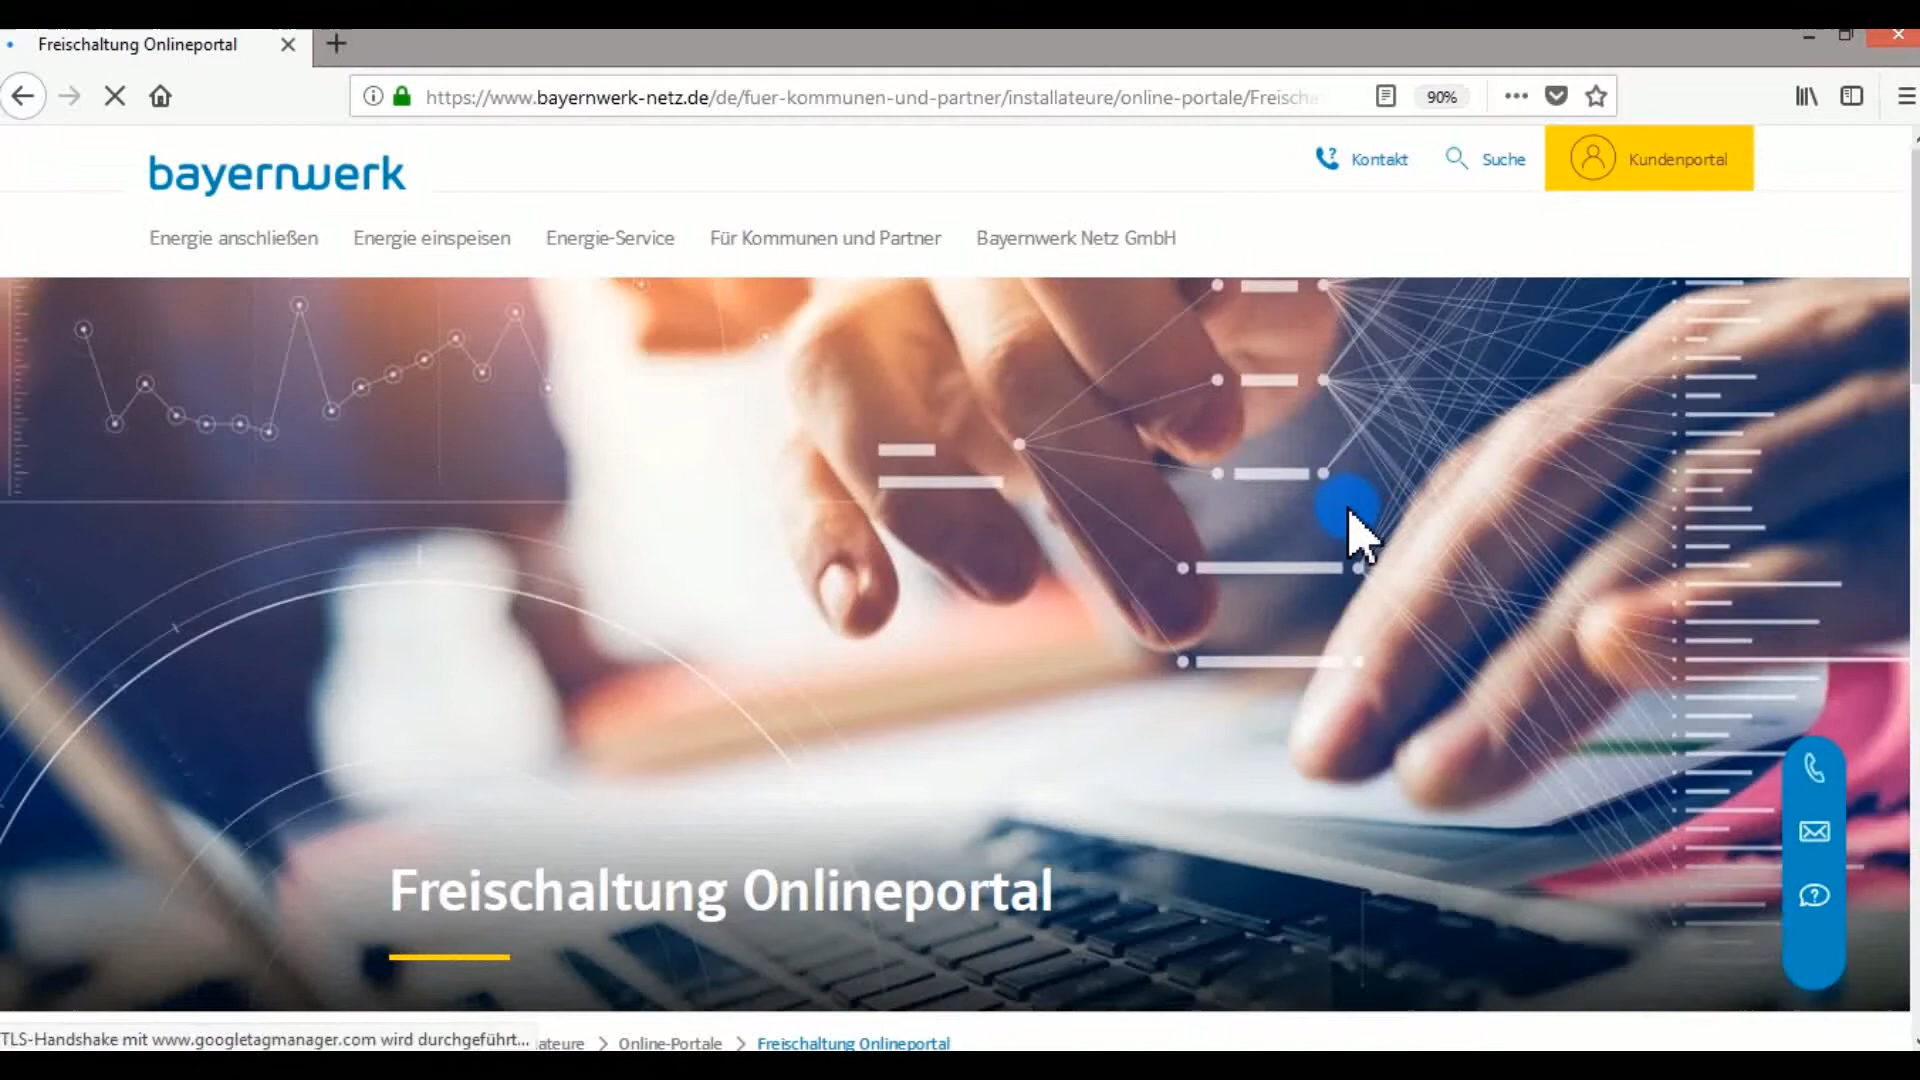 Freischaltung Onlineportal
https://www.bayernwerk-netz.de/de/fuer-kommunen-und-partner/installateure/online-portale/Freischa
90%
bayernwerk
Kontakt
Suche
Kundenportal
Energie anschließen
Energie einspeisen
Energie-Service
Für Kommunen und Partner
Bayernwerk Netz GmbH
Freischaltung Onlineportal
TLS-Handshake mit www.googletagmanager.com wird durchgeführt...
ateure > Online-Portale > Freischaltung Onlineportal